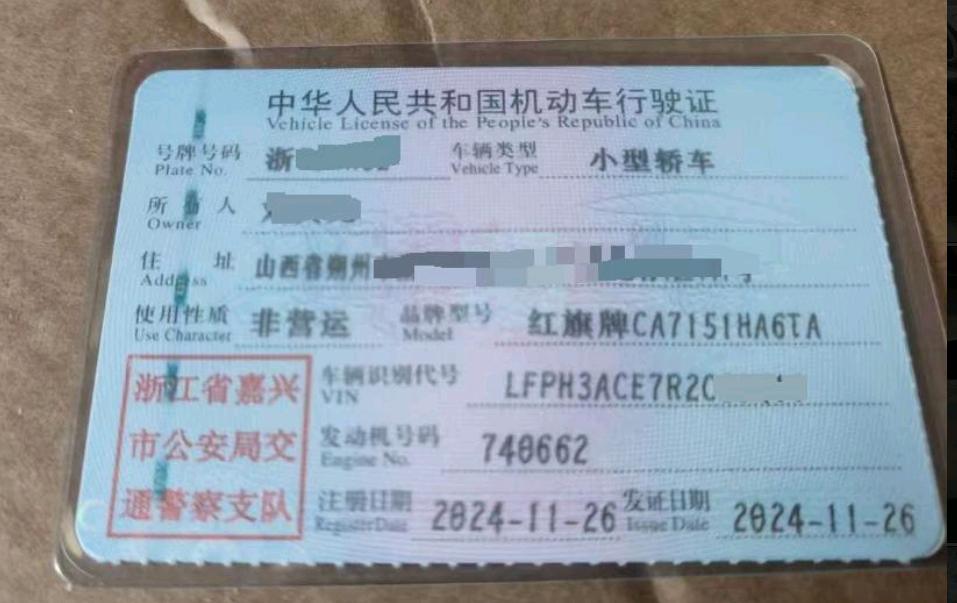 中华人民共和国机动车行驶证
Vehicle License of the People's Republic of China
号牌号码 浙 车辆类型 小型轿车
Plate No. Vehicle Type
所有人
Owner
住址 山西省朔州
Address
使用性质 非营运 品牌型号 红旗牌CA7151HA6TA
Use Character Model
浙江省嘉兴 车辆识别代号 LFPH3ACE7R2C
VIN
市公安局交 发动机号码 740662
Engine No.
通警察支队 注册日期 2024-11-26 发证日期 2024-11-26
Register Date Issue Date